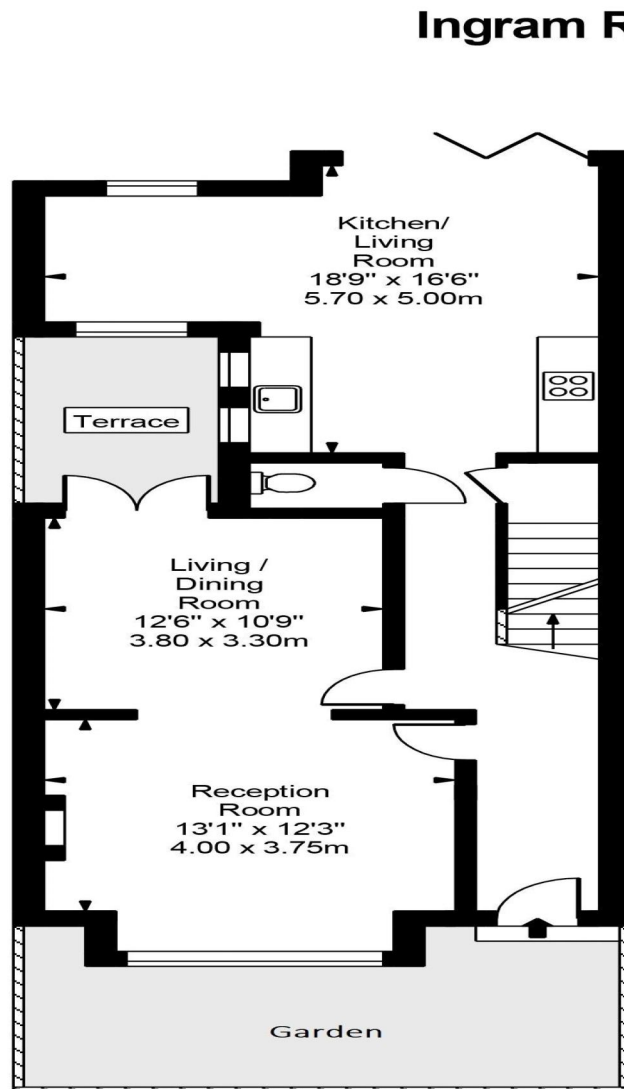 Ingram R
Kitchen/
Living
Room
18'9" x 16'6"
5.70 x 5.00m
Terrace
Living /
Dining
Room
12'6" x 10'9"
3.80 x 3.30m
Reception
Room
13'1" x 12'3"
4.00 x 3.75m
Garden